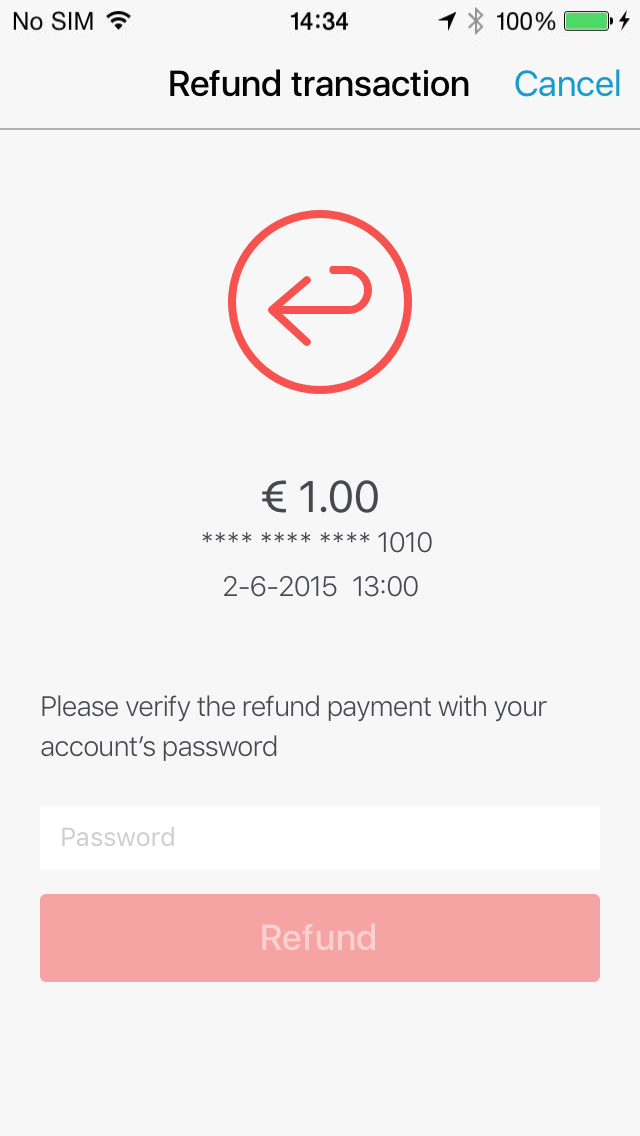 No SIM 14:34 100%
Refund transaction Cancel
€ 1.00
**** **** **** 1010
2-6-2015 13:00
Please verify the refund payment with your
account’s password
Password
Refund